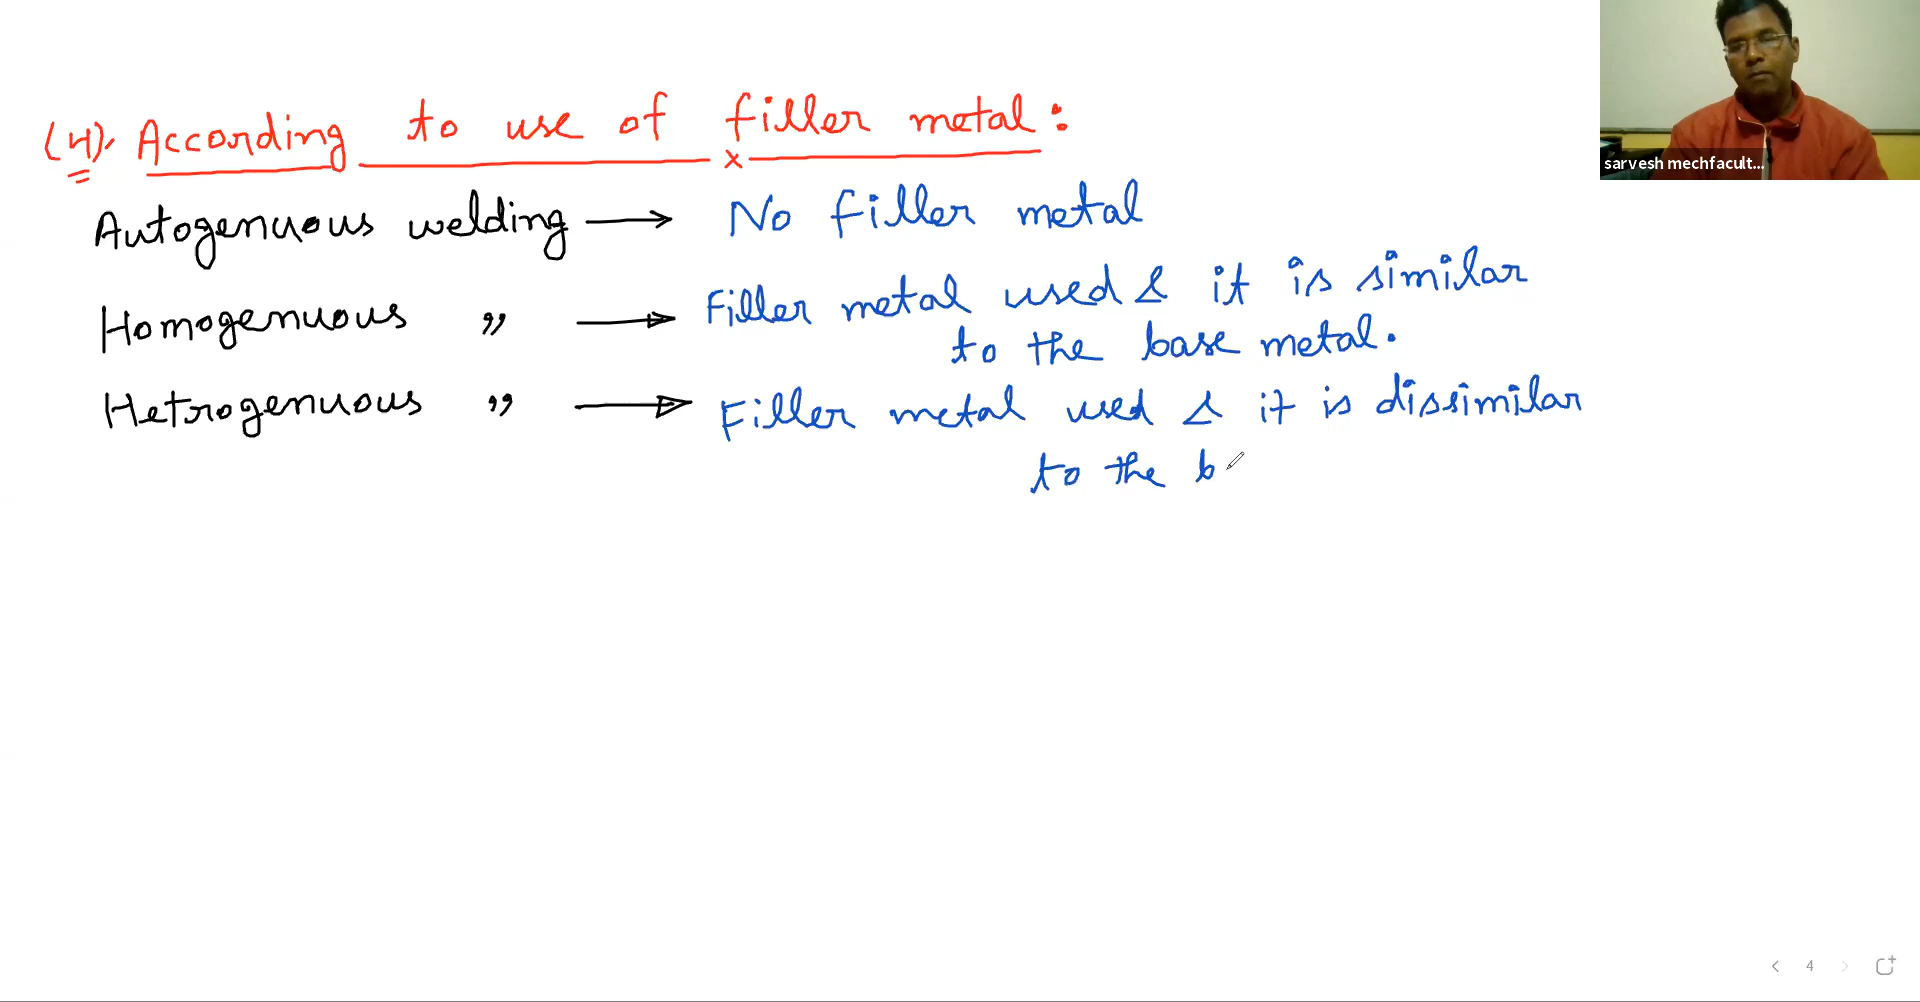 (4). According to use of filler metal:
sarvesh mechfacult...
Autogenuous welding → No filler metal
Homogenuous " → Filler metal used & it is similar
to the base metal.
Hetrogenuous " → Filler metal used & it is dissimilar
to the b
4